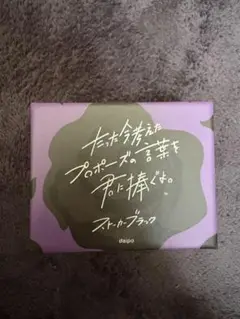 たった今考えた
プロポーズの言葉を
君に捧ぐよ。
ストーカーブラック